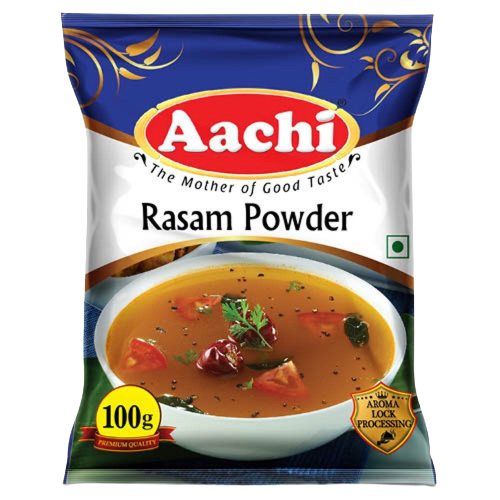 Aachi
®
The Mother of Good Taste
Rasam Powder
100g
PREMIUM QUALITY
AROMA
LOCK
PROCESSING